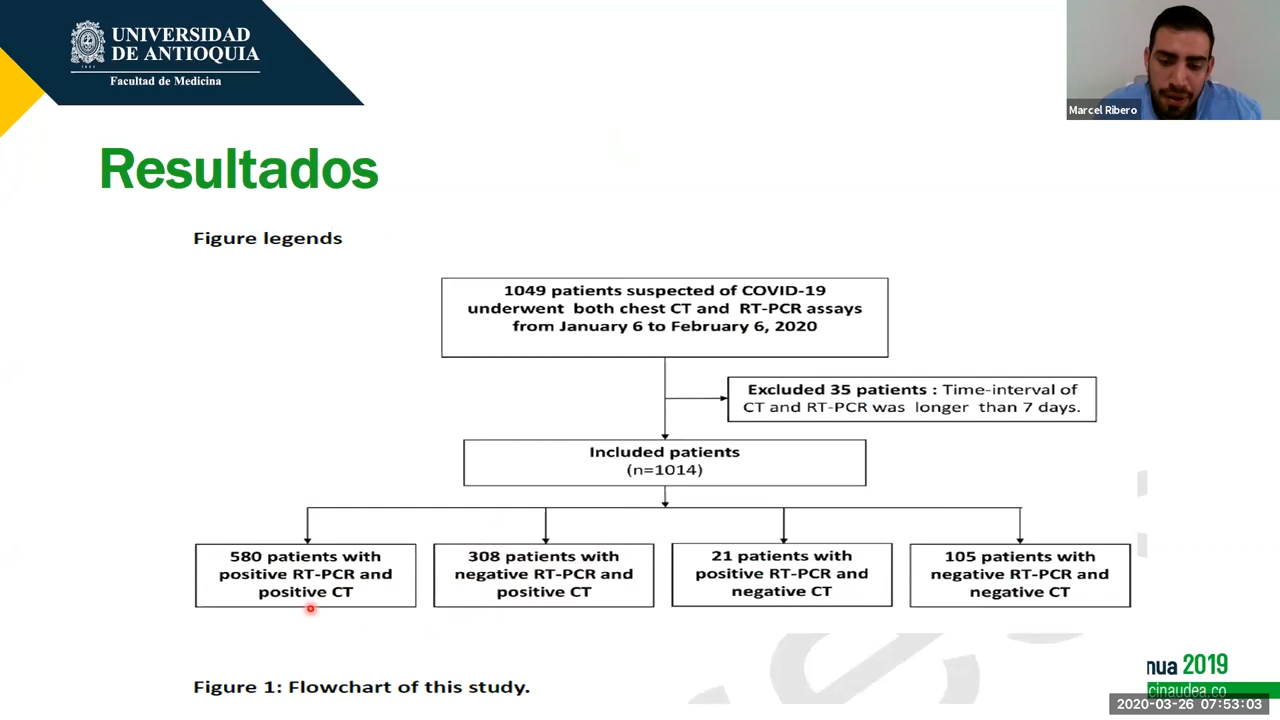 UNIVERSIDAD
DE ANTIOQUIA
1803
Facultad de Medicina
Marcel Ribero
Resultados
Figure legends
1049 patients suspected of COVID-19
underwent both chest CT and RT-PCR assays
from January 6 to February 6, 2020
Excluded 35 patients : Time-interval of
CT and RT-PCR was longer than 7 days.
Included patients
(n=1014)
580 patients with
positive RT-PCR and
positive CT
308 patients with
negative RT-PCR and
positive CT
21 patients with
positive RT-PCR and
negative CT
105 patients with
negative RT-PCR and
negative CT
Figure 1: Flowchart of this study.
nua 2019
cinaudea.co
2020-03-26 07:53:03